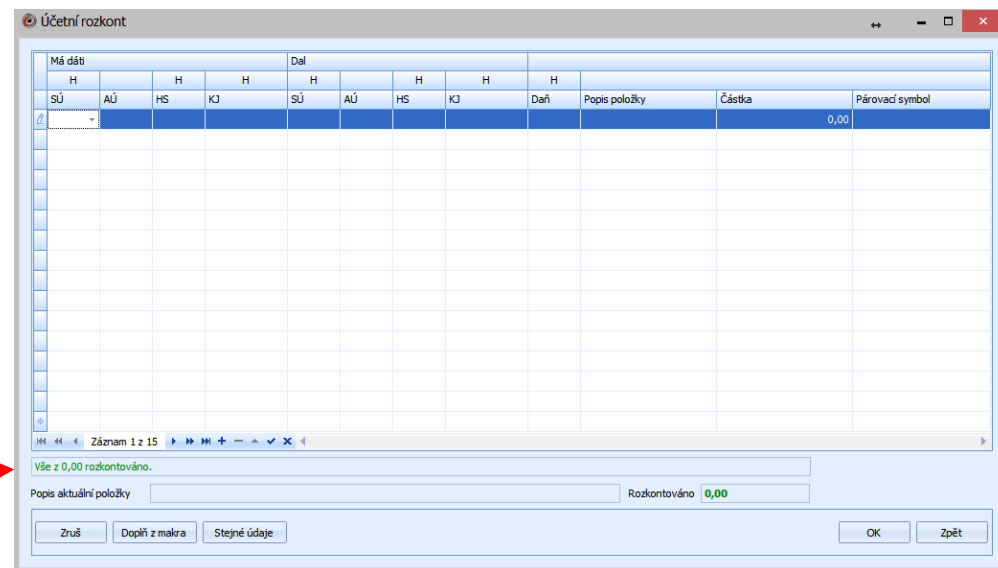 Účetní rozkont
Má dáti Dal
H H H H H H H
SÚ AÚ HS KJ SÚ AÚ HS KJ Daň Popis položky Částka Párovací symbol
0,00
Záznam 1 z 15
Vše z 0,00 rozkontováno.
Popis aktuální položky Rozkontováno 0,00
Zruš Doplň z makra Stejné údaje OK Zpět